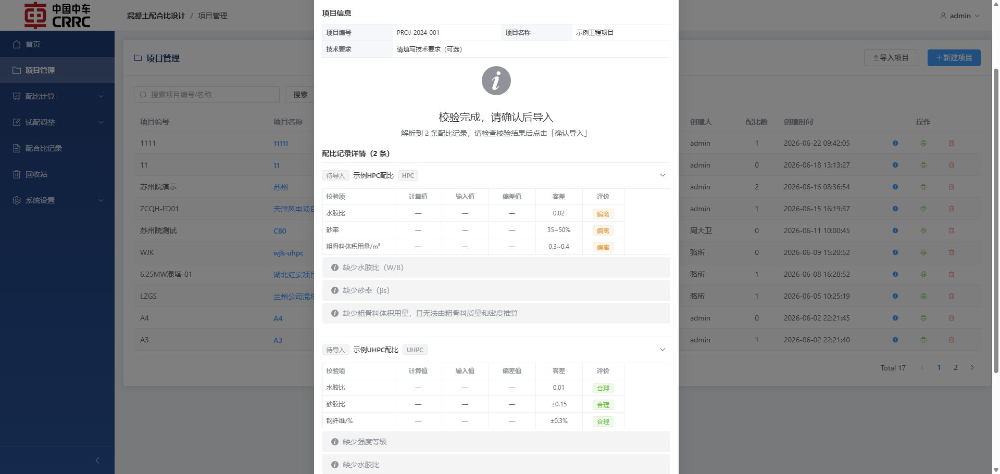 中国中车
CRRC
混凝土配合比设计 / 项目管理
admin
首页
项目管理
配比计算
试配调整
配合比记录
回收站
系统设置
项目管理
导入项目
+新建项目
搜索项目编号/名称
搜索
项目编号 项目名称 创建人 配比数 创建时间 操作
1111 11111 admin 1 2026-06-22 09:42:05
11 11 admin 0 2026-06-18 13:13:27
苏州院演示 苏州 admin 2 2026-06-16 08:36:54
ZCQH-FD01 天津风电项目 admin 1 2026-06-15 16:19:37
苏州院测试 C80 周大卫 0 2026-06-11 10:00:45
WJK wjk-uhpc 骆所 0 2026-06-09 15:20:52
6.25MW混塔-01 湖北红安项目 骆所 1 2026-06-08 16:28:52
LZGS 兰州公司混塔 骆所 1 2026-06-05 10:25:19
A4 A4 admin 0 2026-06-02 22:21:45
A3 A3 admin 1 2026-06-02 22:21:40
Total 17 1 2
项目信息
项目编号 PROJ-2024-001 项目名称 示例工程项目
技术要求 请填写技术要求（可选）
校验完成，请确认后导入
解析到 2 条配比记录，请检查校验结果后点击「确认导入」
配比记录详情（2 条）
待导入 示例HPC配比 HPC
校验项 计算值 输入值 偏差值 容差 评价
水胶比 — — — 0.02 偏离
砂率 — — — 35~50% 偏离
粗骨料体积用量/m³ — — — 0.3~0.4 偏离
缺少水胶比（W/B）
缺少砂率（βs）
缺少粗骨料体积用量，且无法由粗骨料质量和密度推算
待导入 示例UHPC配比 UHPC
校验项 计算值 输入值 偏差值 容差 评价
水胶比 — — — 0.01 合理
砂胶比 — — — ±0.15 合理
钢纤维/% — — — ±0.3% 合理
缺少强度等级
缺少水胶比